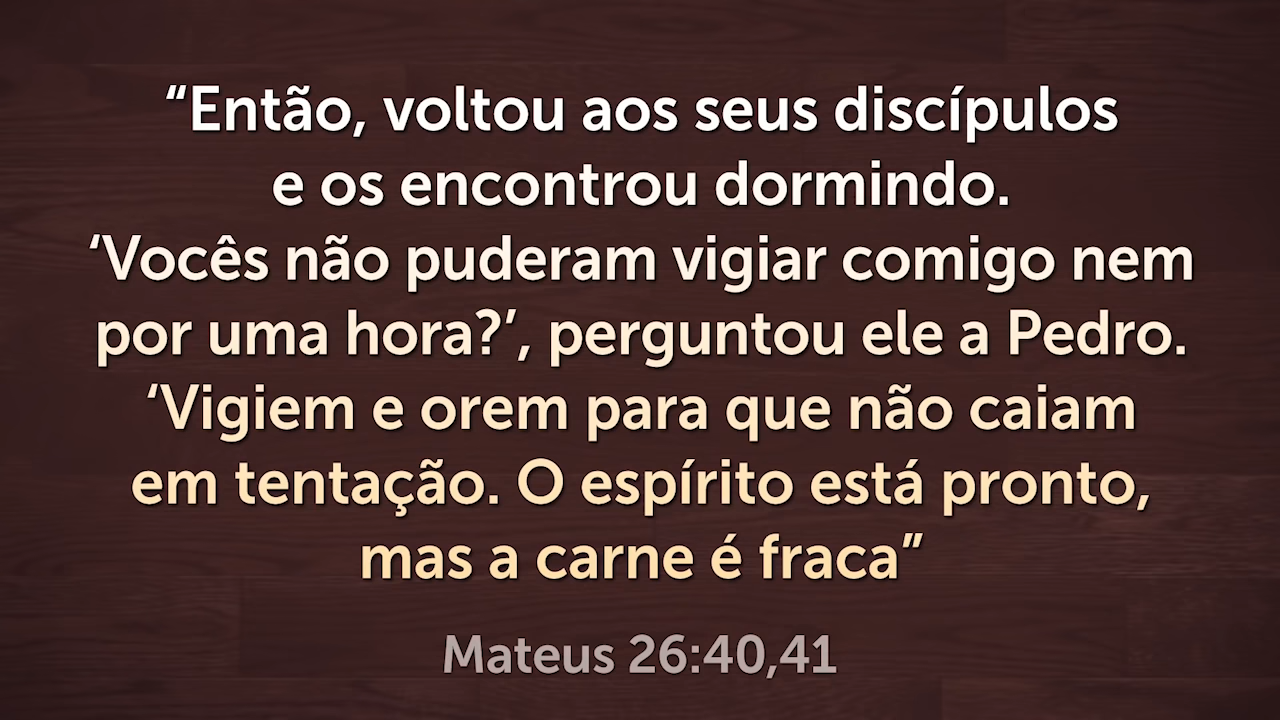 “Então, voltou aos seus discípulos
e os encontrou dormindo.
‘Vocês não puderam vigiar comigo nem
por uma hora?’, perguntou ele a Pedro.
‘Vigiem e orem para que não caiam
em tentação. O espírito está pronto,
mas a carne é fraca”
Mateus 26:40,41